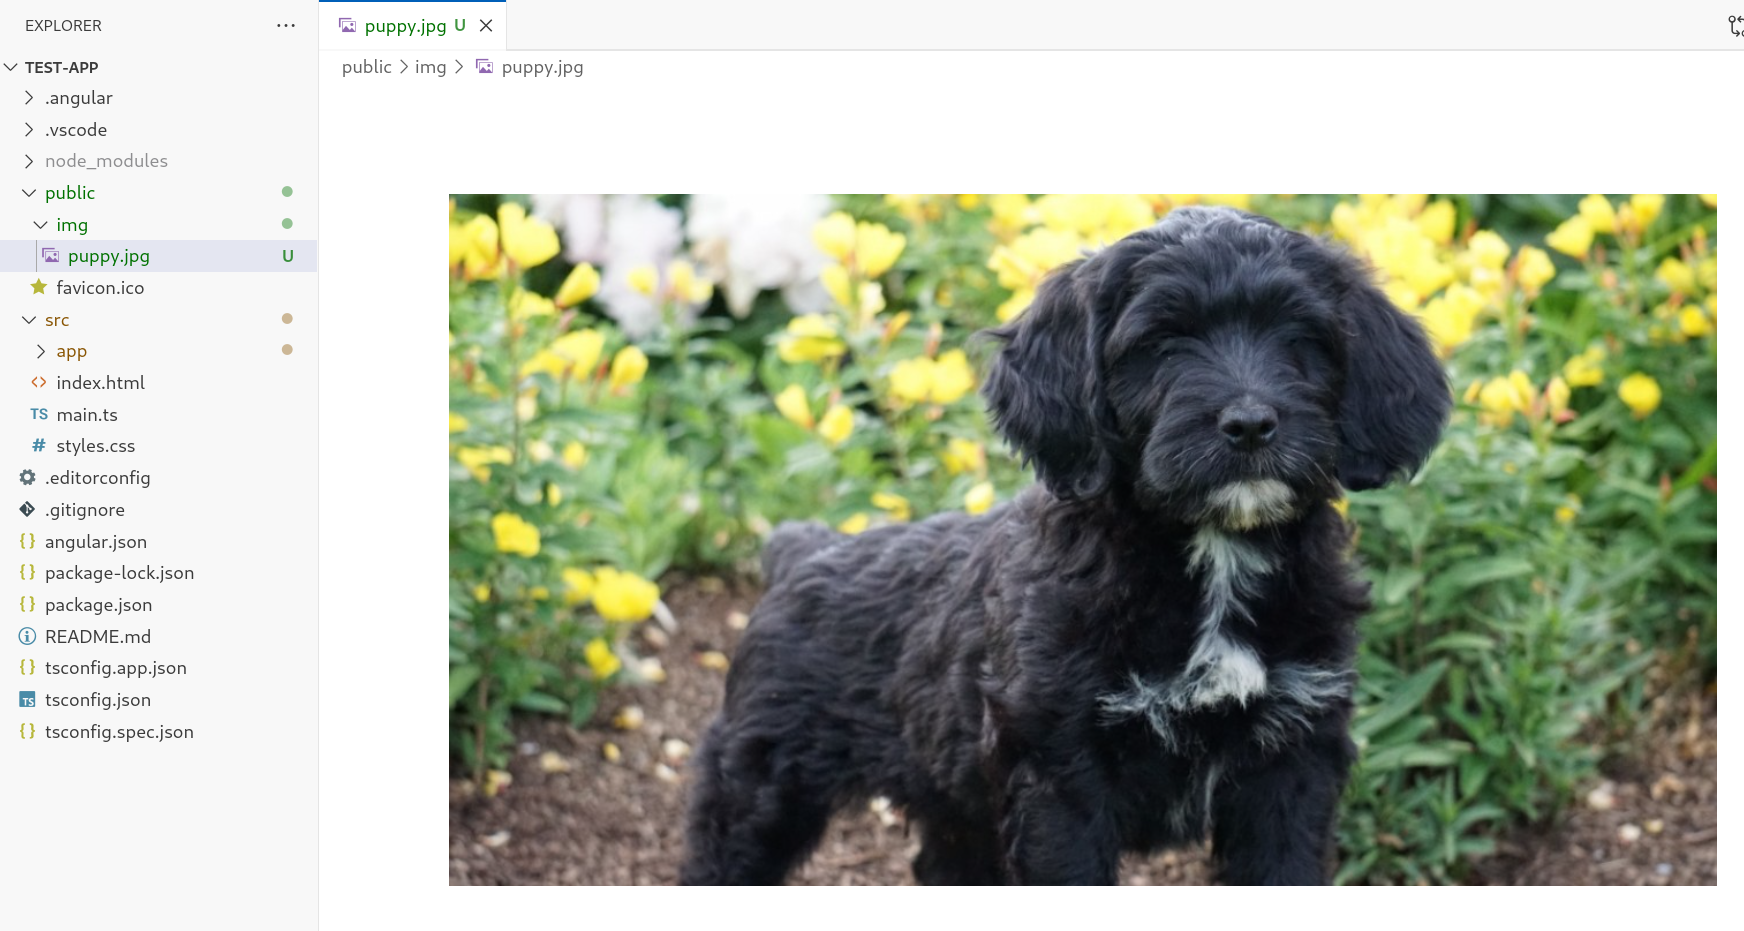 EXPLORER
TEST-APP
.angular
.vscode
node_modules
public
img
puppy.jpg U
favicon.ico
src
app
index.html
TS main.ts
# styles.css
.editorconfig
.gitignore
{} angular.json
{} package-lock.json
{} package.json
README.md
{} tsconfig.app.json
TS tsconfig.json
{} tsconfig.spec.json
puppy.jpg U
public > img > puppy.jpg